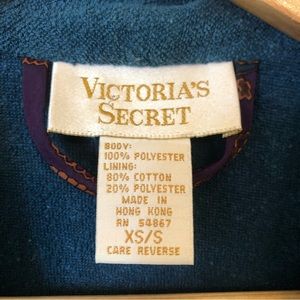 VICTORIA'S
SECRET
BODY:
100% POLYESTER
LINING:
80% COTTON
20% POLYESTER
MADE IN
HONG KONG
RN 54867
XS/S
CARE REVERSE